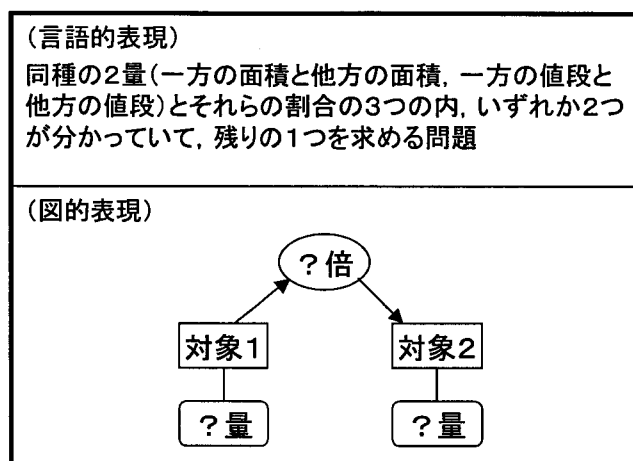 （言語的表現）
同種の２量（一方の面積と他方の面積，一方の値段と
他方の値段）とそれらの割合の３つの内，いずれか２つ
が分かっていて，残りの１つを求める問題
（図的表現）
？倍
対象１ 対象２
？量 ？量